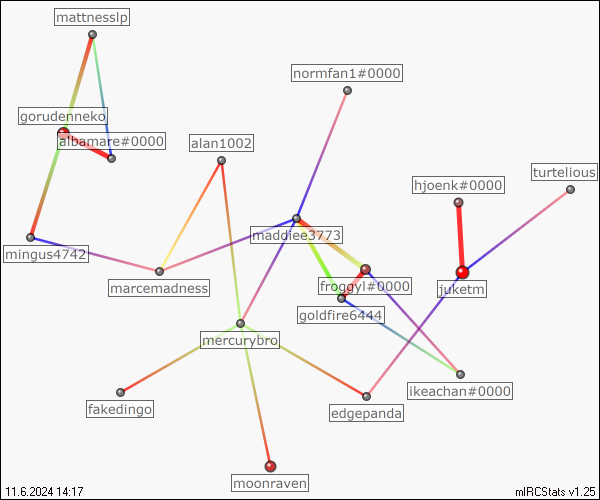 mattnesslp
normfan1#0000
gorudenneko
albamare#0000
alan1002
turtelious
hjoenk#0000
maddiee3773
mingus4742
marcemadness
froggyl#0000
juketm
goldfire6444
mercurybro
ikeachan#0000
fakedingo
edgepanda
moonraven
11.6.2024 14:17
mIRCStats v1.25